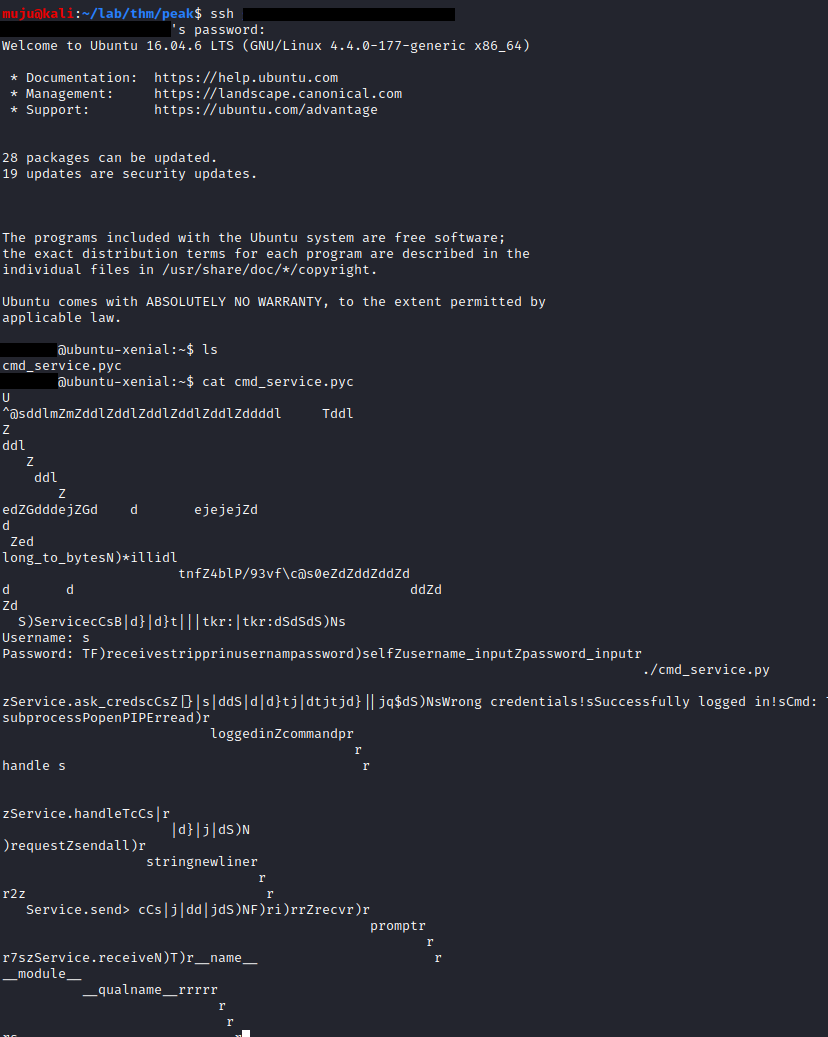 muju@kali:~/lab/thm/peak$ ssh
's password:
Welcome to Ubuntu 16.04.6 LTS (GNU/Linux 4.4.0-177-generic x86_64)
* Documentation:  https://help.ubuntu.com
* Management:     https://landscape.canonical.com
* Support:        https://ubuntu.com/advantage
28 packages can be updated.
19 updates are security updates.
The programs included with the Ubuntu system are free software;
the exact distribution terms for each program are described in the
individual files in /usr/share/doc/*/copyright.
Ubuntu comes with ABSOLUTELY NO WARRANTY, to the extent permitted by
applicable law.
@ubuntu-xenial:~$ ls
cmd_service.pyc
@ubuntu-xenial:~$ cat cmd_service.pyc
U
^@sddlmZmZddlZddlZddlZddlZddlZddddl     Tddl
Z
ddl
Z
ddl
Z
edZGdddejZGd    d       ejejejZd
d
Zed
long_to_bytesN)*illidl
tnfZ4blP/93vf\c@s0eZdZddZddZd
d       d                                          ddZd
Zd
S)ServicecCsB|d}|d}t|||tkr:|tkr:dSdSdS)Ns
Username: s
Password: TF)receivestripprinusernampassword)selfZusername_inputZpassword_inputr
./cmd_service.py
zService.ask_credscCsZ|}|s|ddS|d|d}tj|dtjtjd}||jq$dS)NsWrong credentials!sSuccessfully logged in!sCmd:
subprocessPopenPIPErread)r
loggedinZcommandpr
r
handle s                                     r
zService.handleTcCs|r
|d}|j|dS)N
)requestZsendall)r
stringnewliner
r
r2z                              r
Service.send> cCs|j|dd|jdS)NF)ri)rrZrecvr)r
promptr
r
r7szService.receiveN)T)r__name__                      r
__module__
__qualname__rrrrr
r
r